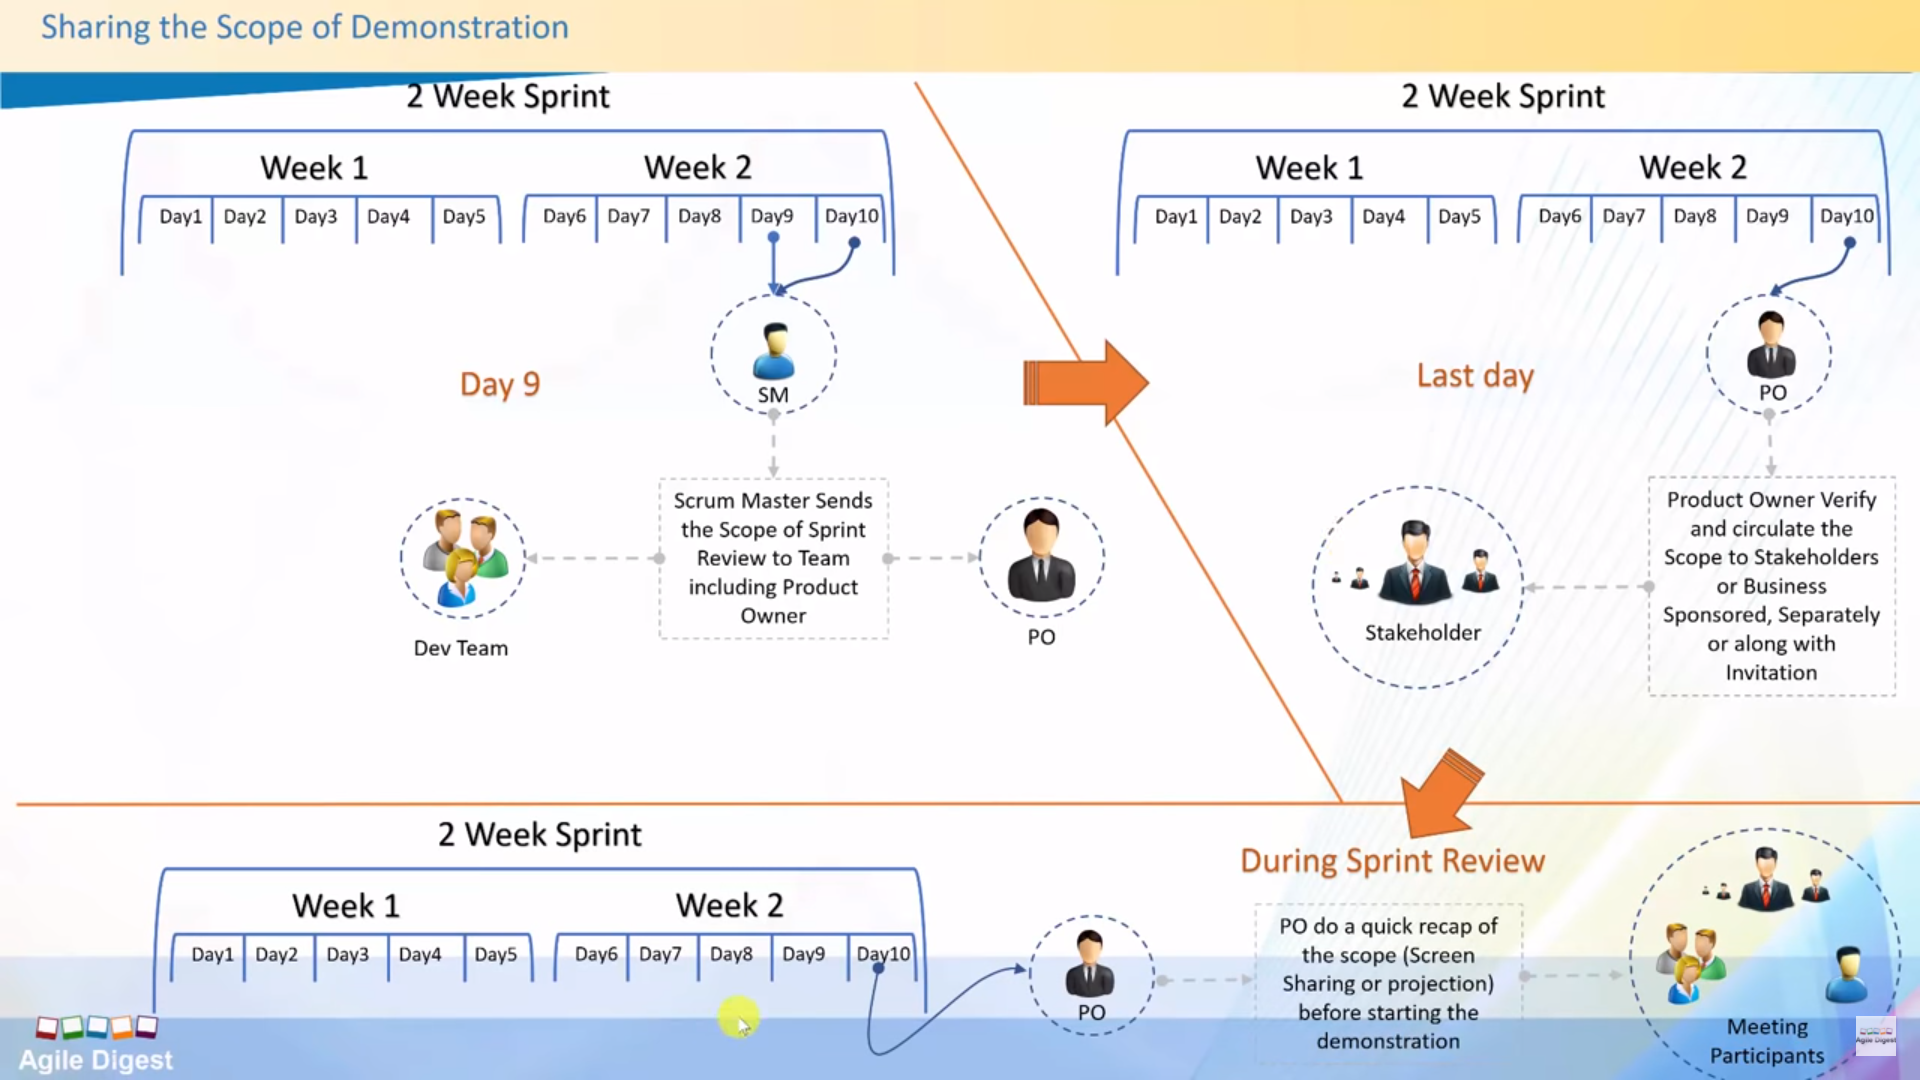 Sharing the Scope of Demonstration
2 Week Sprint
Week 1
Week 2
Day1 Day2 Day3 Day4 Day5
Day6 Day7 Day8 Day9 Day10
Day 9
SM
Scrum Master Sends
the Scope of Sprint
Review to Team
including Product
Owner
Dev Team
PO
2 Week Sprint
Week 1
Week 2
Day1 Day2 Day3 Day4 Day5
Day6 Day7 Day8 Day9 Day10
Last day
PO
Product Owner Verify
and circulate the
Scope to Stakeholders
or Business
Sponsored, Separately
or along with
Invitation
Stakeholder
2 Week Sprint
Week 1
Week 2
Day1 Day2 Day3 Day4 Day5
Day6 Day7 Day8 Day9 Day10
During Sprint Review
PO
PO do a quick recap of
the scope (Screen
Sharing or projection)
before starting the
demonstration
Meeting
Participants
Agile Digest
Agile Digest